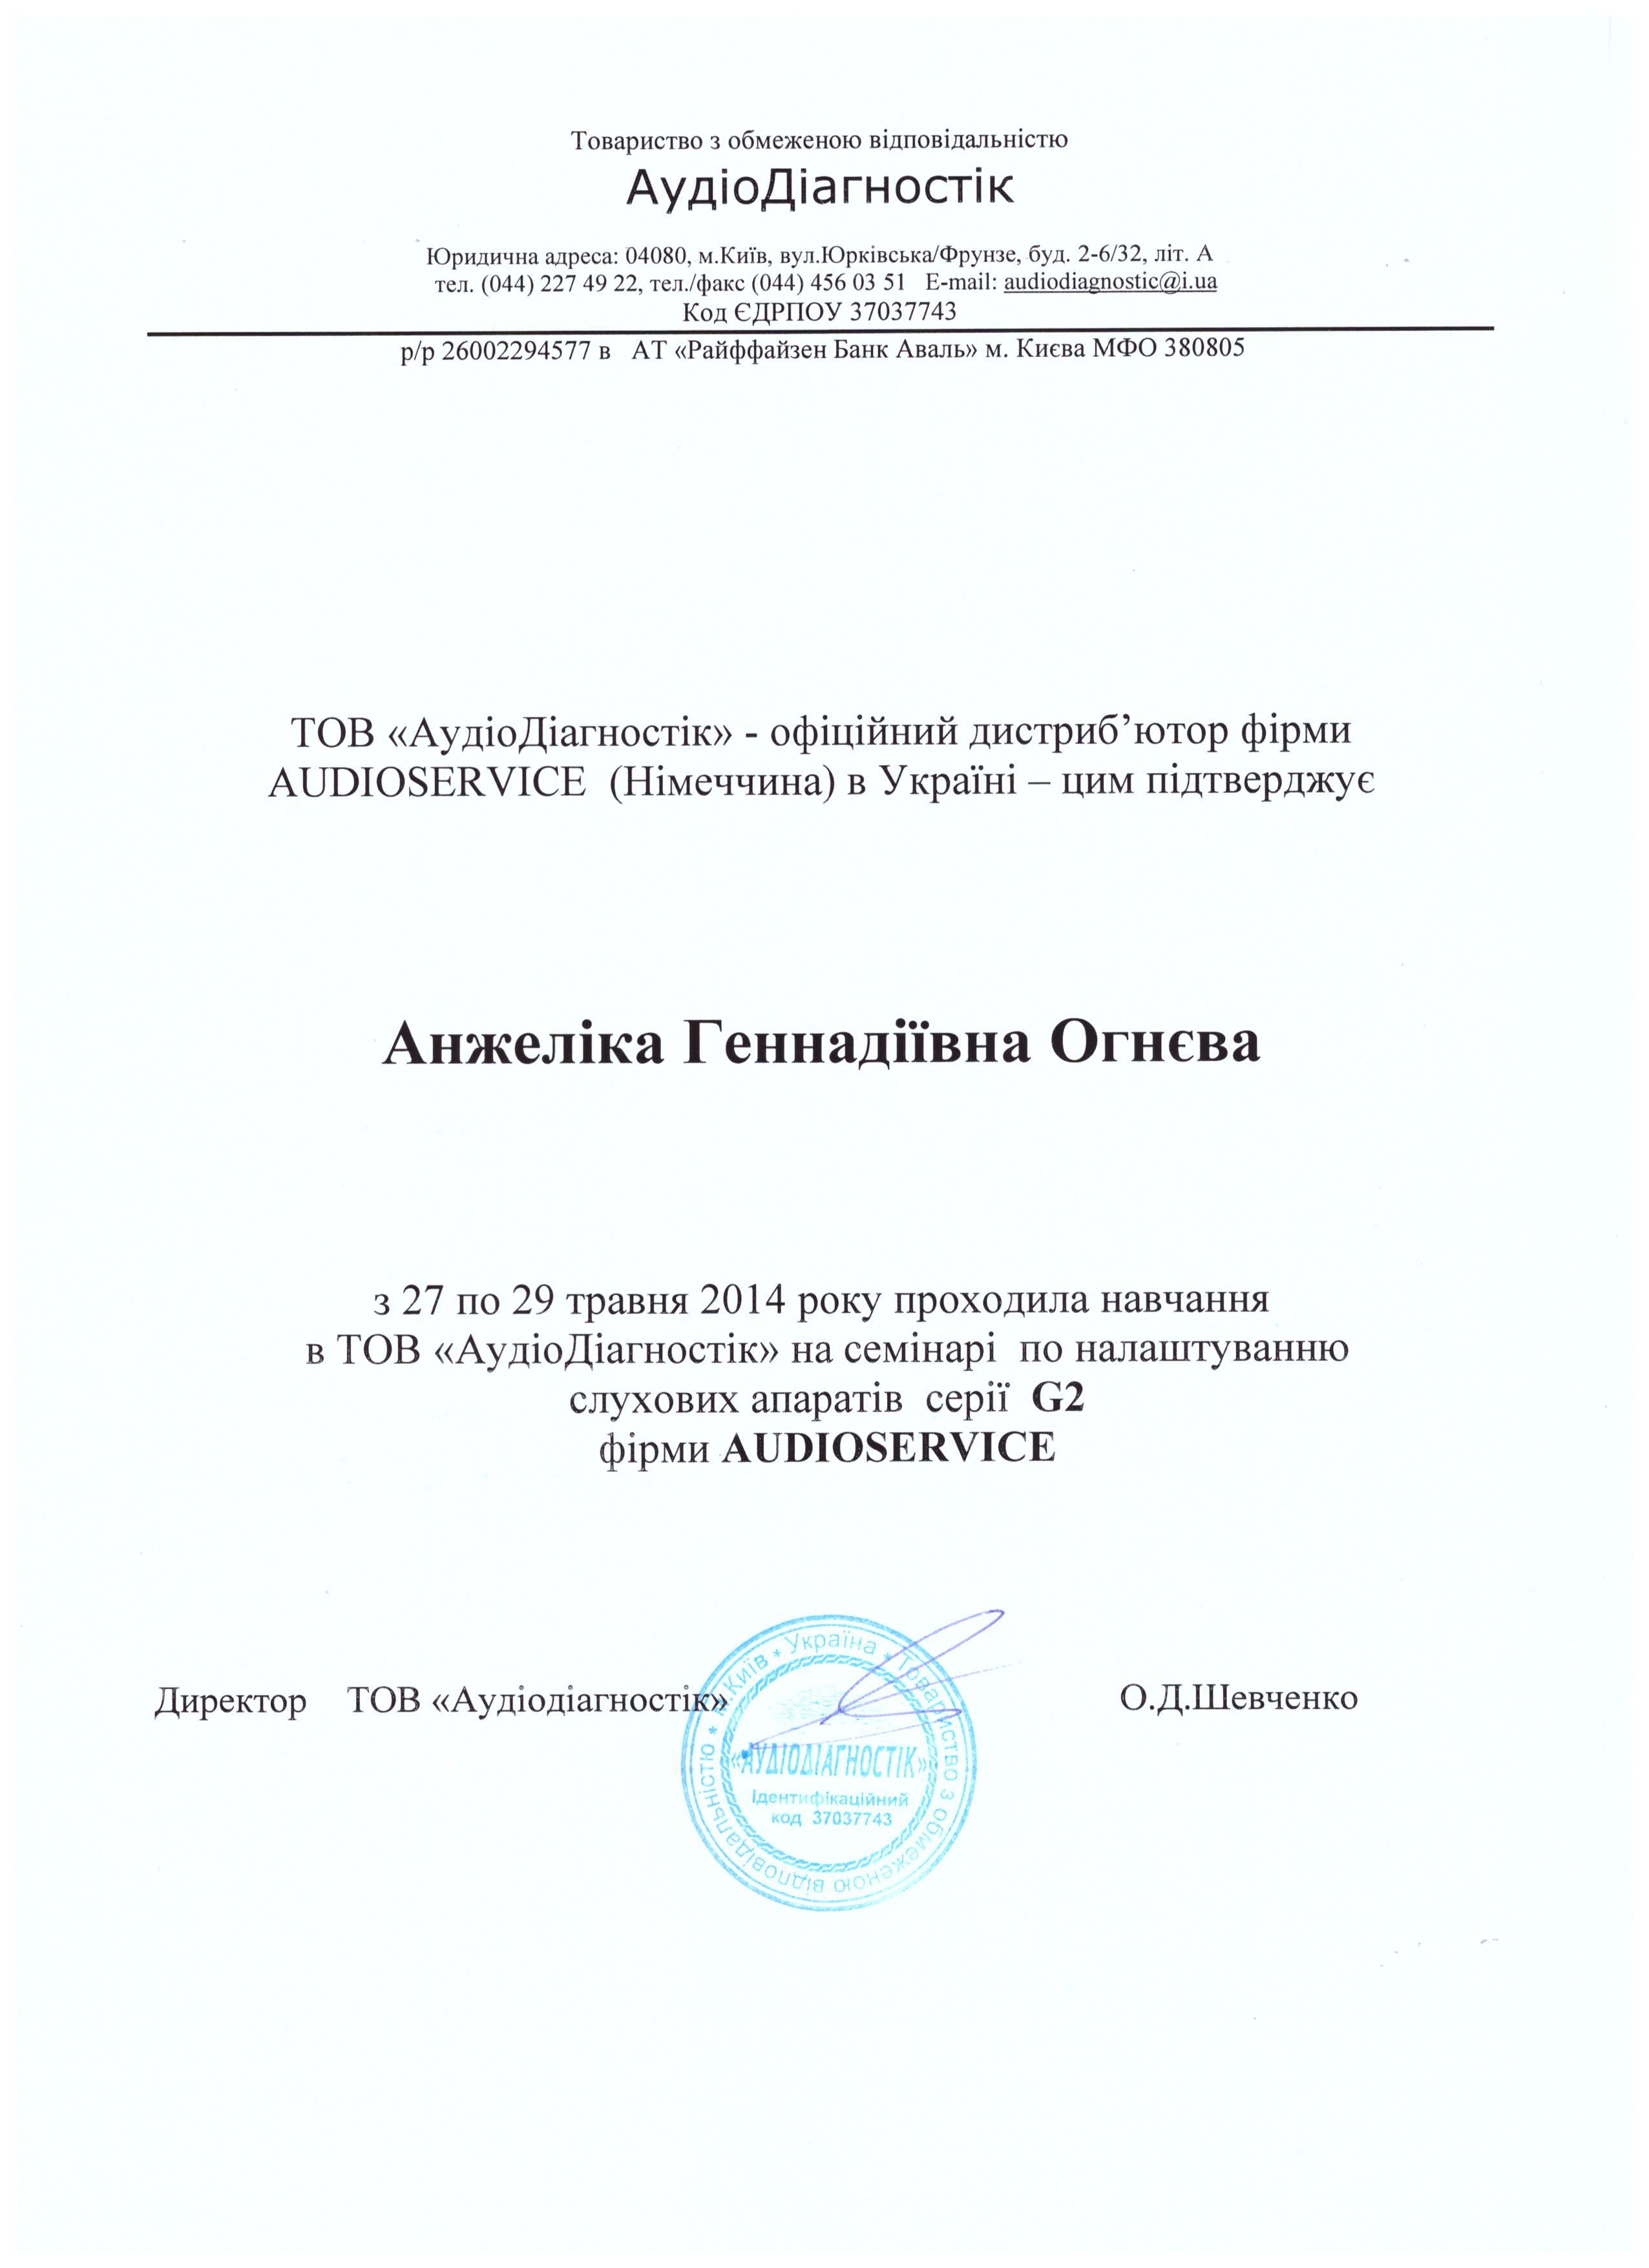 Товариство з обмеженою відповідальністю
АудіоДіагностік
Юридична адреса: 04080, м.Київ, вул.Юрківська/Фрунзе, буд. 2-6/32, літ. А
тел. (044) 227 49 22, тел./факс (044) 456 03 51 E-mail: audiodiagnostic@i.ua
Код ЄДРПОУ 37037743
р/р 26002294577 в АТ «Райффайзен Банк Аваль» м. Києва МФО 380805
ТОВ «АудіоДіагностік» - офіційний дистриб’ютор фірми
AUDIOSERVICE (Німеччина) в Україні – цим підтверджує
Анжеліка Геннадіївна Огнєва
з 27 по 29 травня 2014 року проходила навчання
в ТОВ «АудіоДіагностік» на семінарі по налаштуванню
слухових апаратів серії G2
фірми AUDIOSERVICE
Директор ТОВ «Аудіодіагностік» О.Д.Шевченко
м.Київ * Україна * Товариство з обмеженою відповідальністю *
«АУДІОДІАГНОСТІК»
Ідентифікаційний
код 37037743